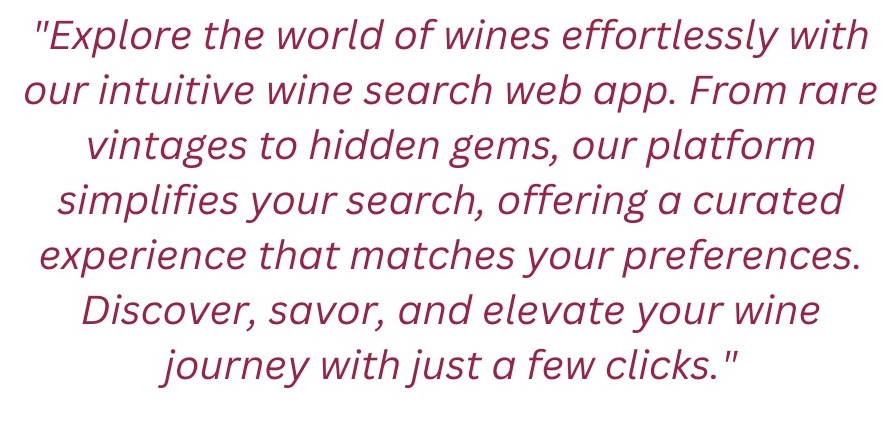 "Explore the world of wines effortlessly with
our intuitive wine search web app. From rare
vintages to hidden gems, our platform
simplifies your search, offering a curated
experience that matches your preferences.
Discover, savor, and elevate your wine
journey with just a few clicks."